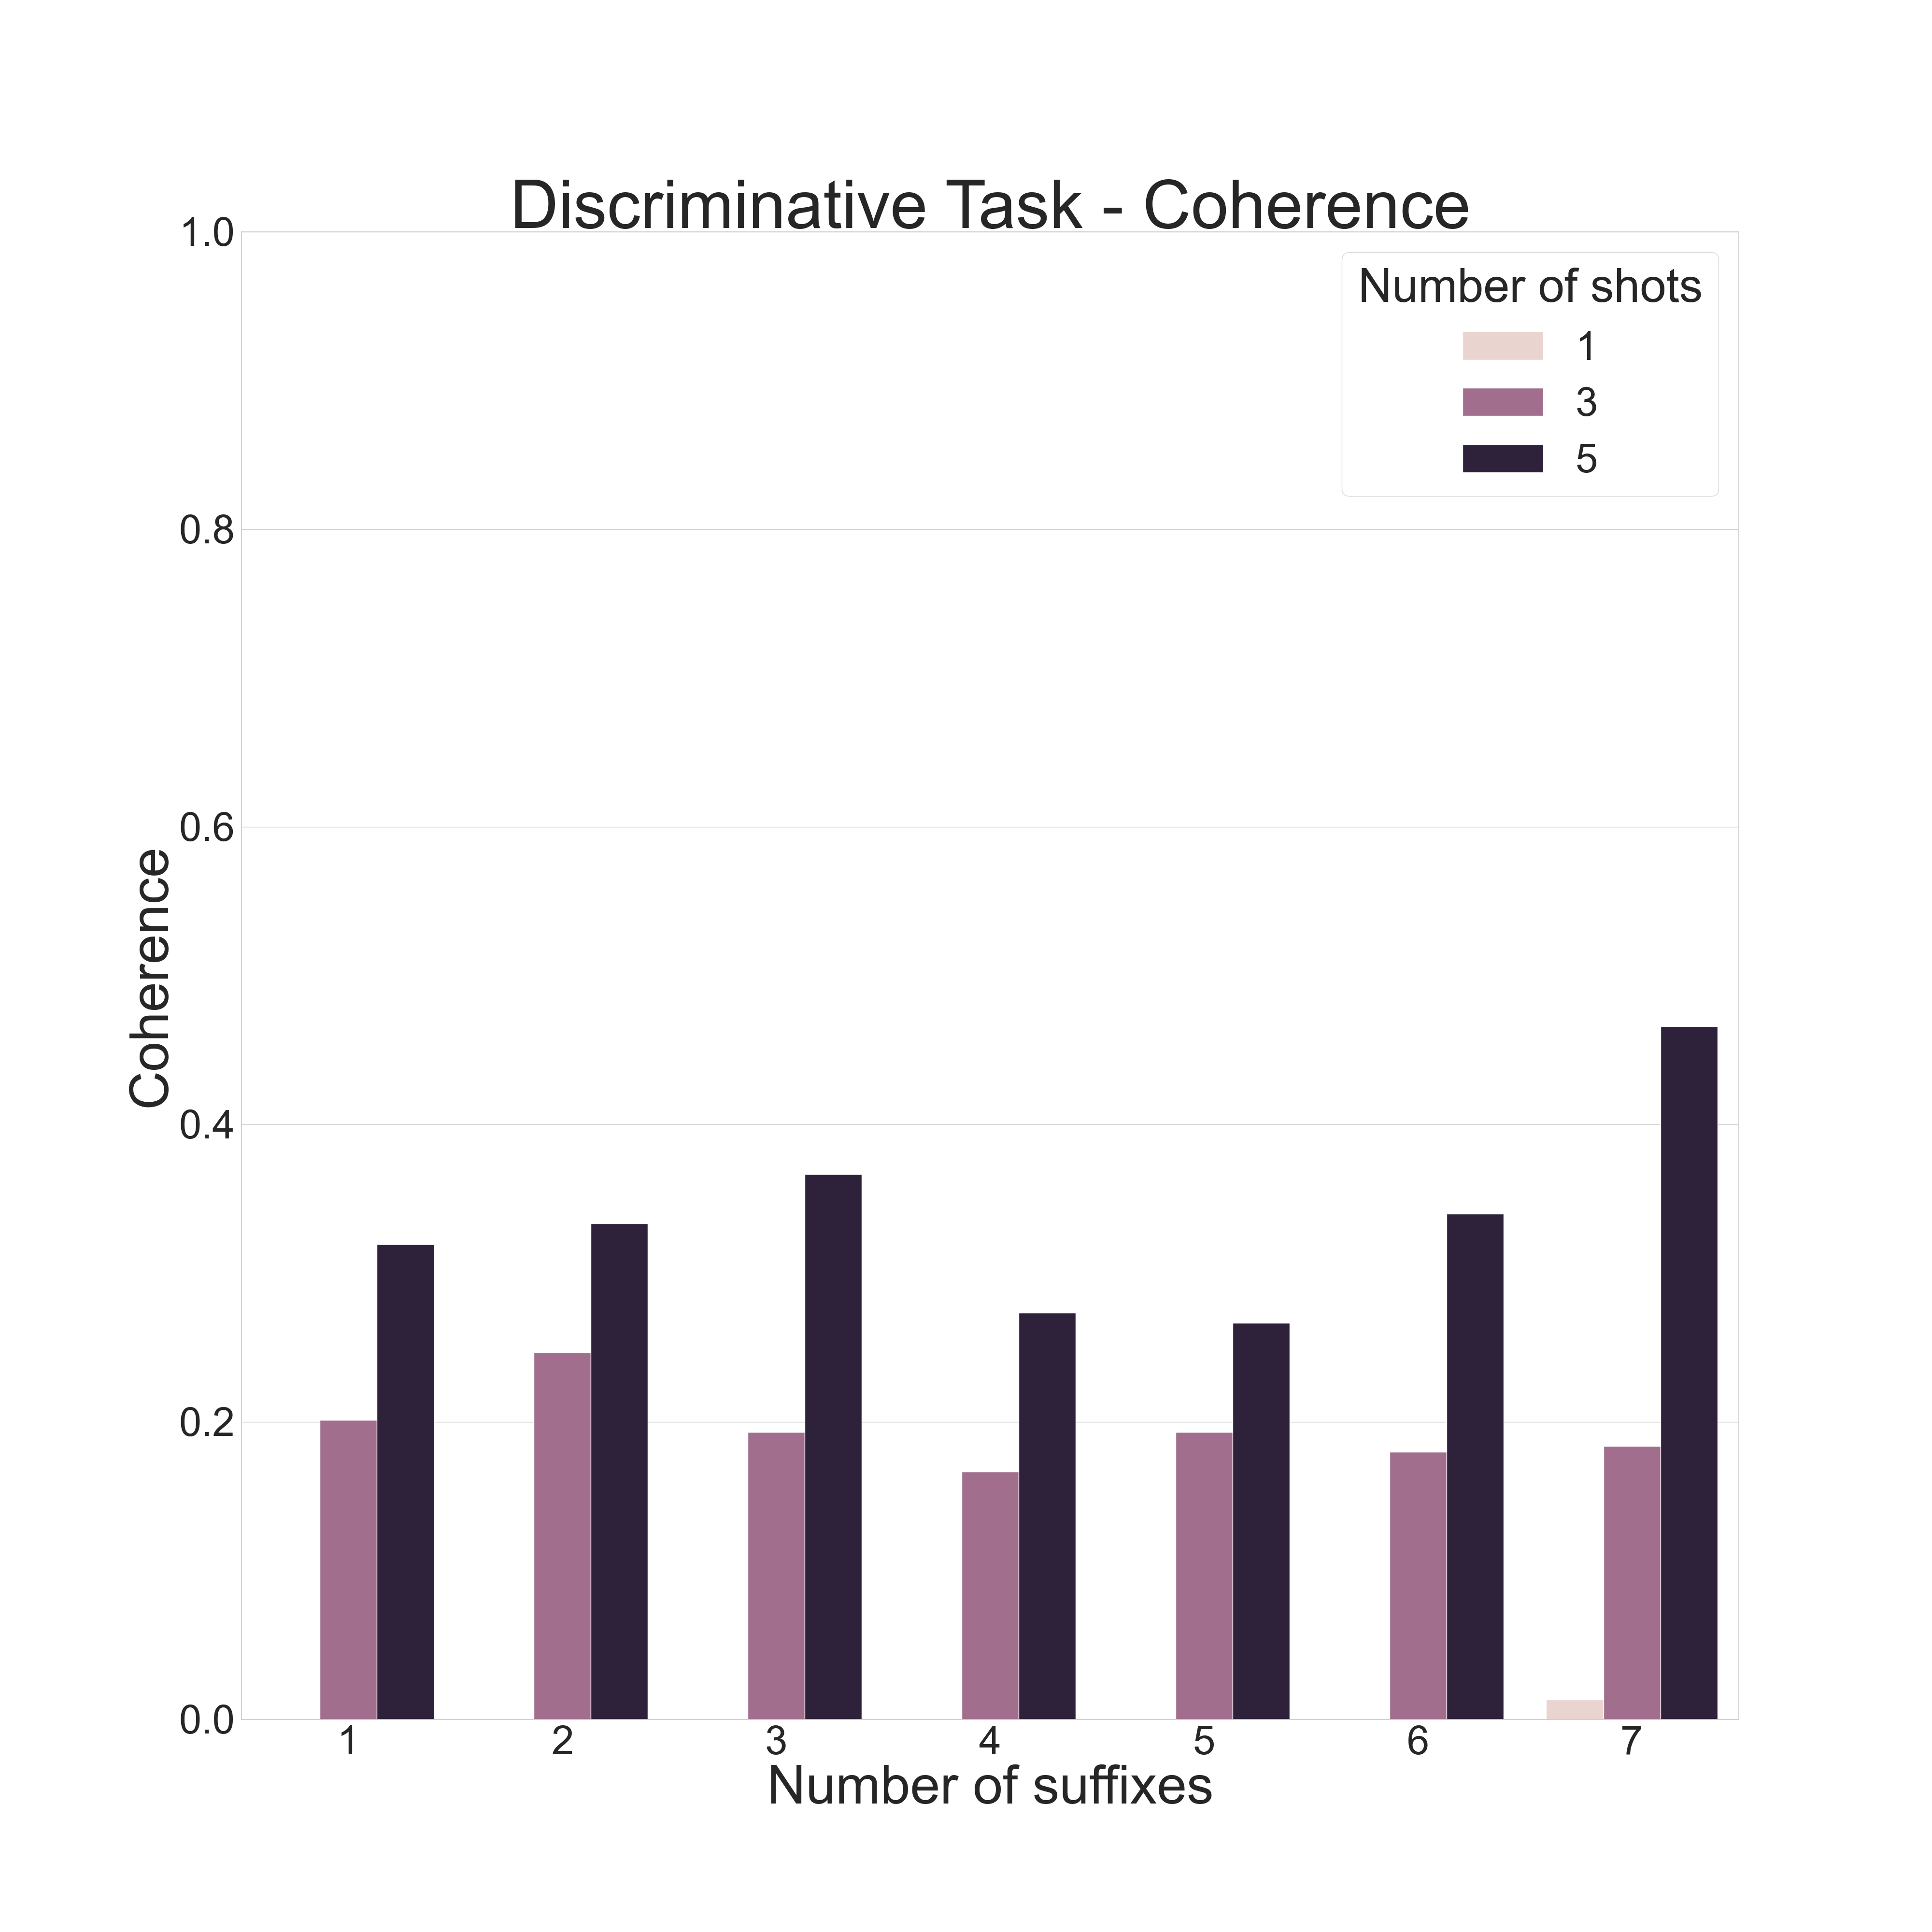 Discriminative Task - Coherence
1.0
Number of shots
1
3
5
0.8
0.6
0.4
0.2
0.0
Coherence
1 2 3 4 5 6 7
Number of suffixes